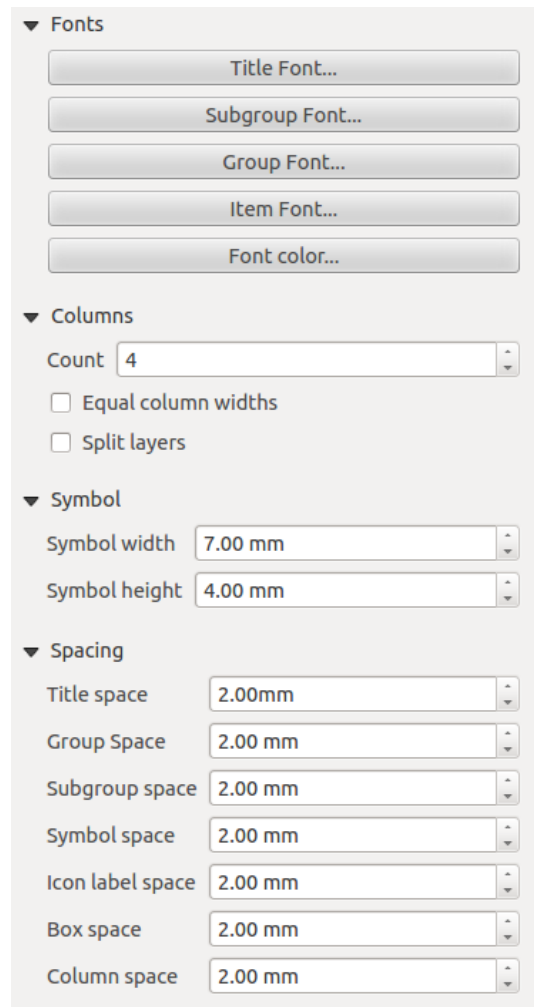 Fonts
Title Font...
Subgroup Font...
Group Font...
Item Font...
Font color...
Columns
Count 4
Equal column widths
Split layers
Symbol
Symbol width 7.00 mm
Symbol height 4.00 mm
Spacing
Title space 2.00mm
Group Space 2.00 mm
Subgroup space 2.00 mm
Symbol space 2.00 mm
Icon label space 2.00 mm
Box space 2.00 mm
Column space 2.00 mm